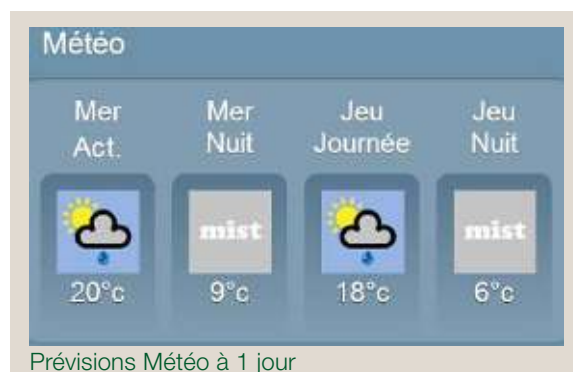 Météo
Mer Mer Jeu Jeu
Act. Nuit Journée Nuit
mist mist
20°c 9°c 18°c 6°c
Prévisions Météo à 1 jour